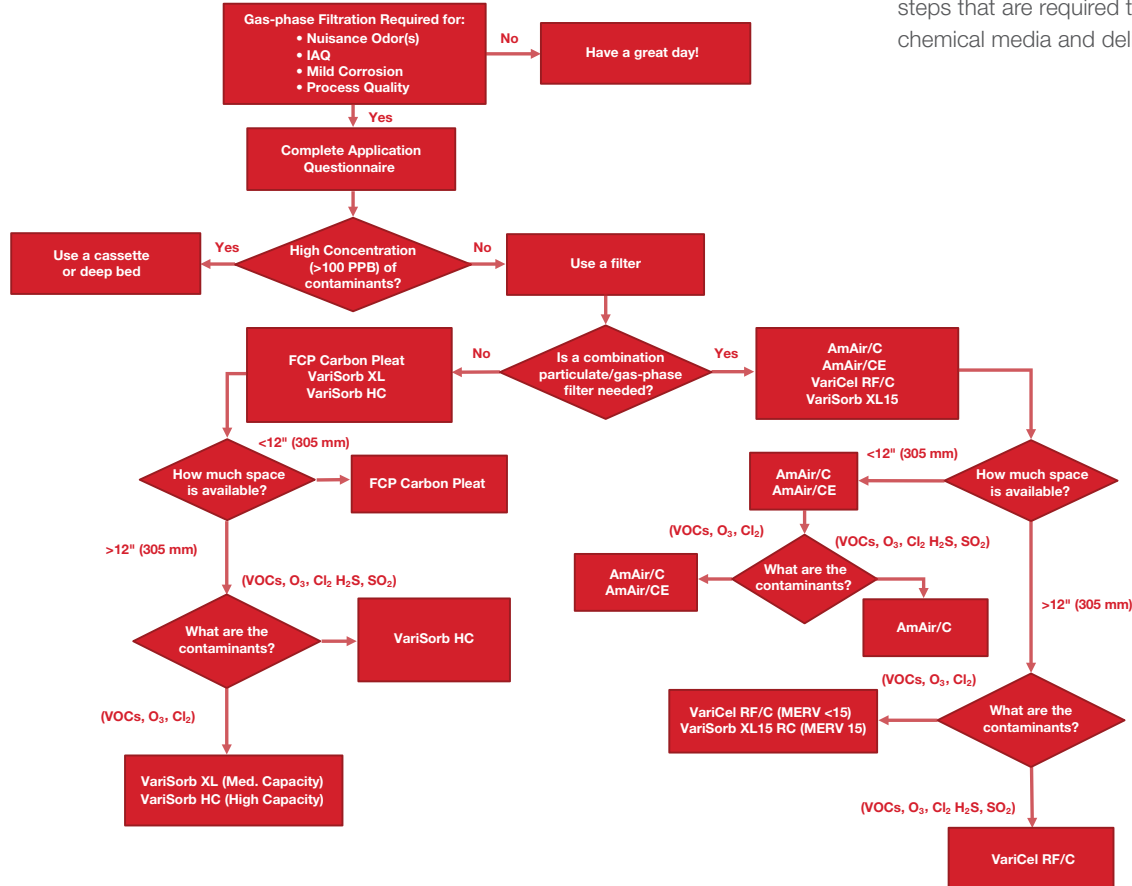 steps that are required t
chemical media and del
Gas-phase Filtration Required for:
• Nuisance Odor(s)
• IAQ
• Mild Corrosion
• Process Quality
No
Have a great day!
Yes
Complete Application
Questionnaire
Use a cassette
or deep bed
Yes
High Concentration
(>100 PPB) of
contaminants?
No
Use a filter
FCP Carbon Pleat
VariSorb XL
VariSorb HC
No
Is a combination
particulate/gas-phase
filter needed?
Yes
AmAir/C
AmAir/CE
VariCel RF/C
VariSorb XL15
<12" (305 mm)
How much space
is available?
FCP Carbon Pleat
>12" (305 mm)
(VOCs, O₃, Cl₂ H₂S, SO₂)
What are the
contaminants?
VariSorb HC
(VOCs, O₃, Cl₂)
VariSorb XL (Med. Capacity)
VariSorb HC (High Capacity)
<12" (305 mm)
How much space
is available?
AmAir/C
AmAir/CE
(VOCs, O₃, Cl₂)
(VOCs, O₃, Cl₂ H₂S, SO₂)
What are the
contaminants?
AmAir/C
AmAir/CE
AmAir/C
>12" (305 mm)
(VOCs, O₃, Cl₂)
What are the
contaminants?
VariCel RF/C (MERV <15)
VariSorb XL15 RC (MERV 15)
(VOCs, O₃, Cl₂ H₂S, SO₂)
VariCel RF/C